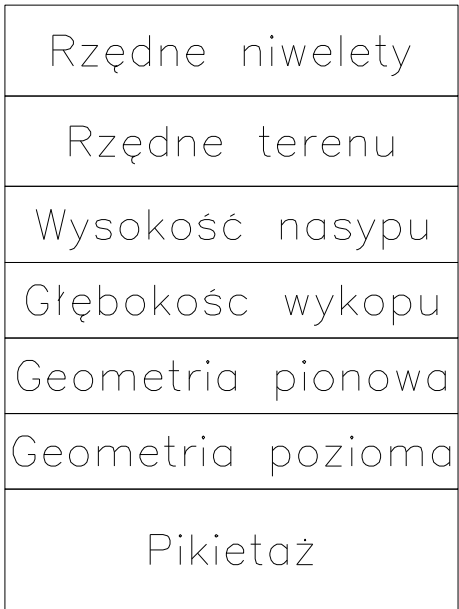 Rzędne niwelety
Rzędne terenu
Wysokość nasypu
Głębokośc wykopu
Geometria pionowa
Geometria pozioma
Pikietaż